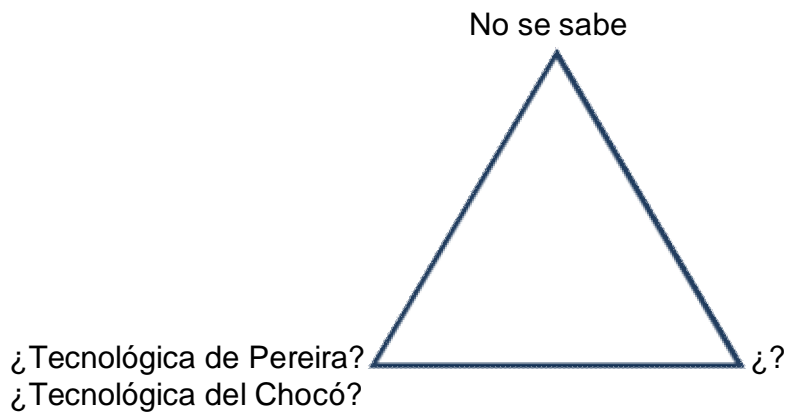 No se sabe
¿Tecnológica de Pereira?
¿?
¿Tecnológica del Chocó?